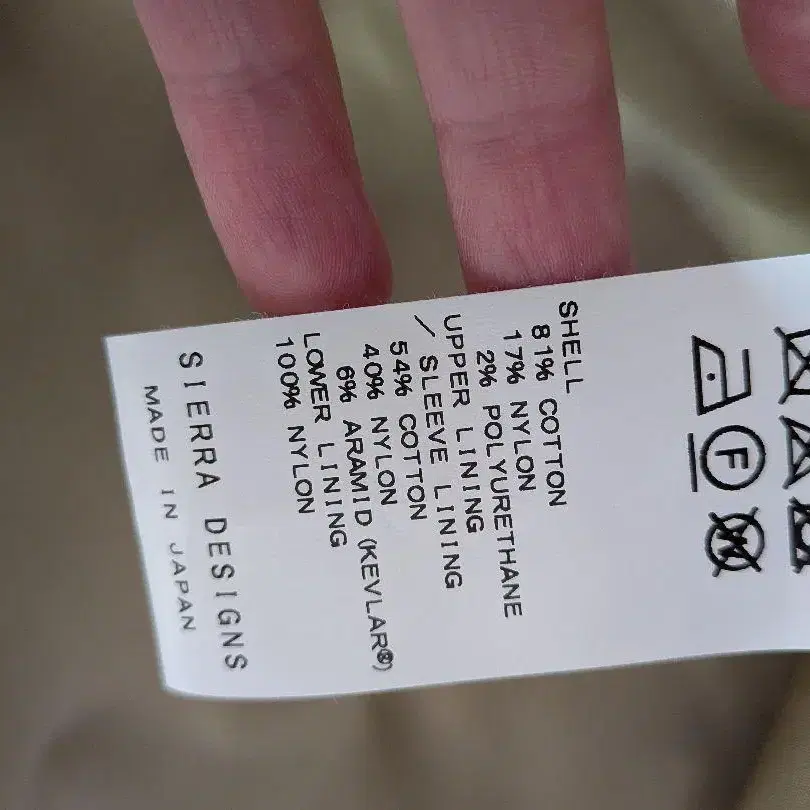 SHELL
81% COTTON
17% NYLON
2% POLYURETHANE
UPPER LINING
/ SLEEVE LINING
54% COTTON
40% NYLON
6% ARAMID (KEVLAR®)
LOWER LINING
100% NYLON
SIERRA DESIGNS
MADE IN JAPAN
F
W